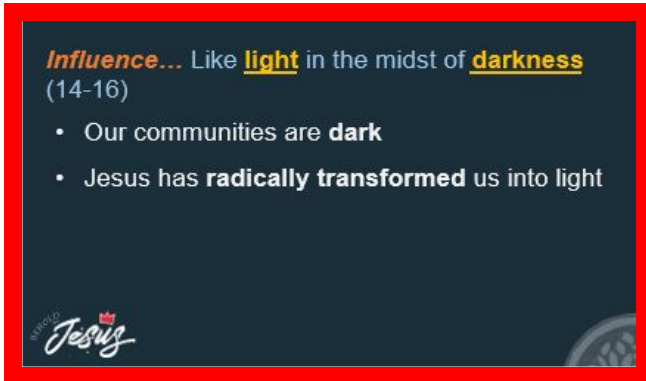 Influence... Like light in the midst of darkness
(14-16)
• Our communities are dark
• Jesus has radically transformed us into light
BEHOLD
Jesus